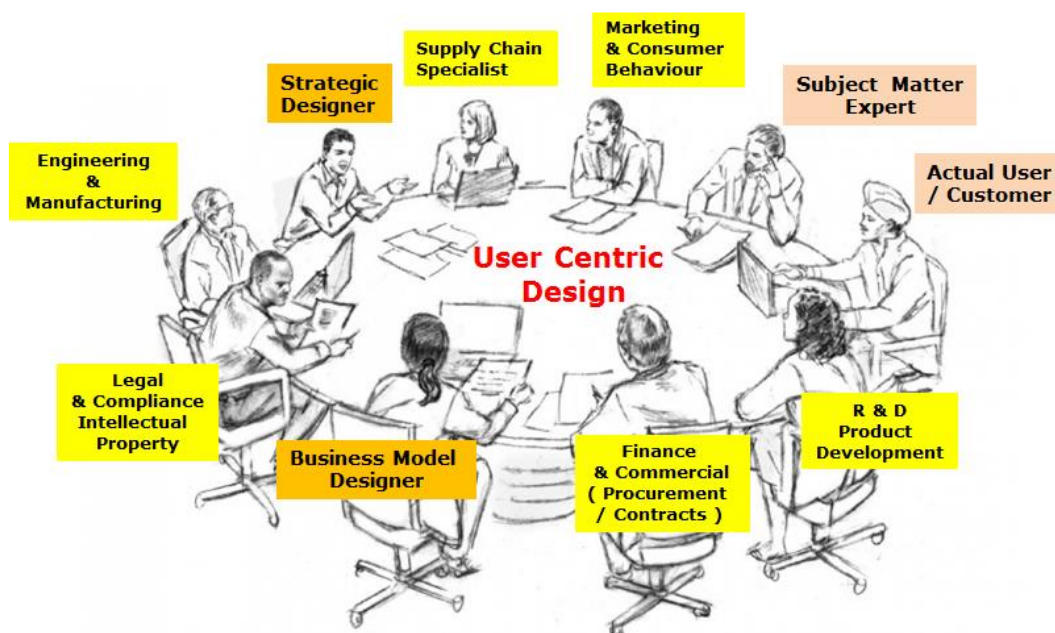 Supply Chain
Specialist
Marketing
& Consumer
Behaviour
Strategic
Designer
Subject Matter
Expert
Engineering
&
Manufacturing
Actual User
/ Customer
User Centric
Design
Legal
& Compliance
Intellectual
Property
Business Model
Designer
Finance
& Commercial
( Procurement
/ Contracts )
R & D
Product
Development